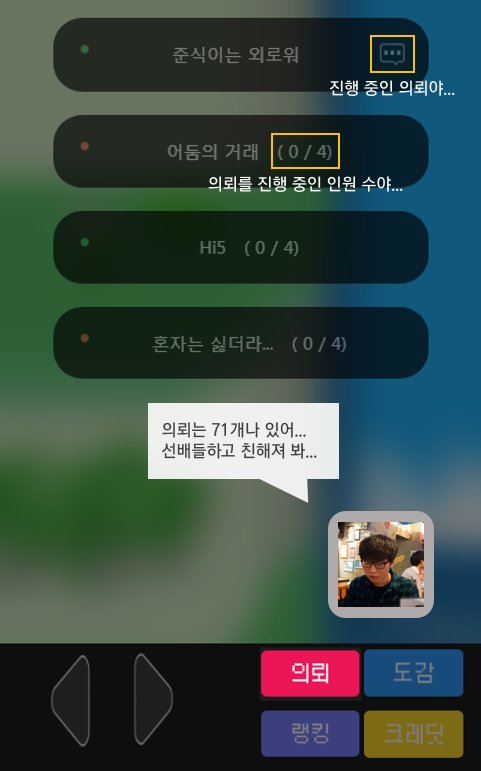 준식이는 외로워
진행 중인 의뢰야...
어둠의 거래 ( 0 / 4)
의뢰를 진행 중인 인원 수야...
Hi5 ( 0 / 4)
혼자는 싫더라... ( 0 / 4)
의뢰는 71개나 있어...
선배들하고 친해져 봐...
의뢰 도감
랭킹 크레딧